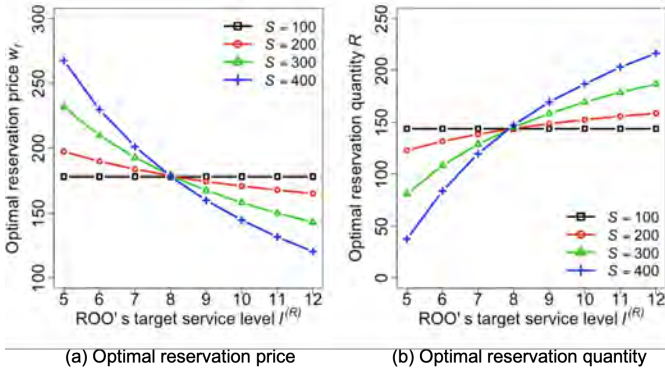 Optimal reservation price w_r
300
250
200
150
100
S = 100
S = 200
S = 300
S = 400
5 6 7 8 9 10 11 12
ROO's target service level l^(R)
(a) Optimal reservation price
Optimal reservation quantity R
250
200
150
100
50
0
S = 100
S = 200
S = 300
S = 400
5 6 7 8 9 10 11 12
ROO's target service level l^(R)
(b) Optimal reservation quantity